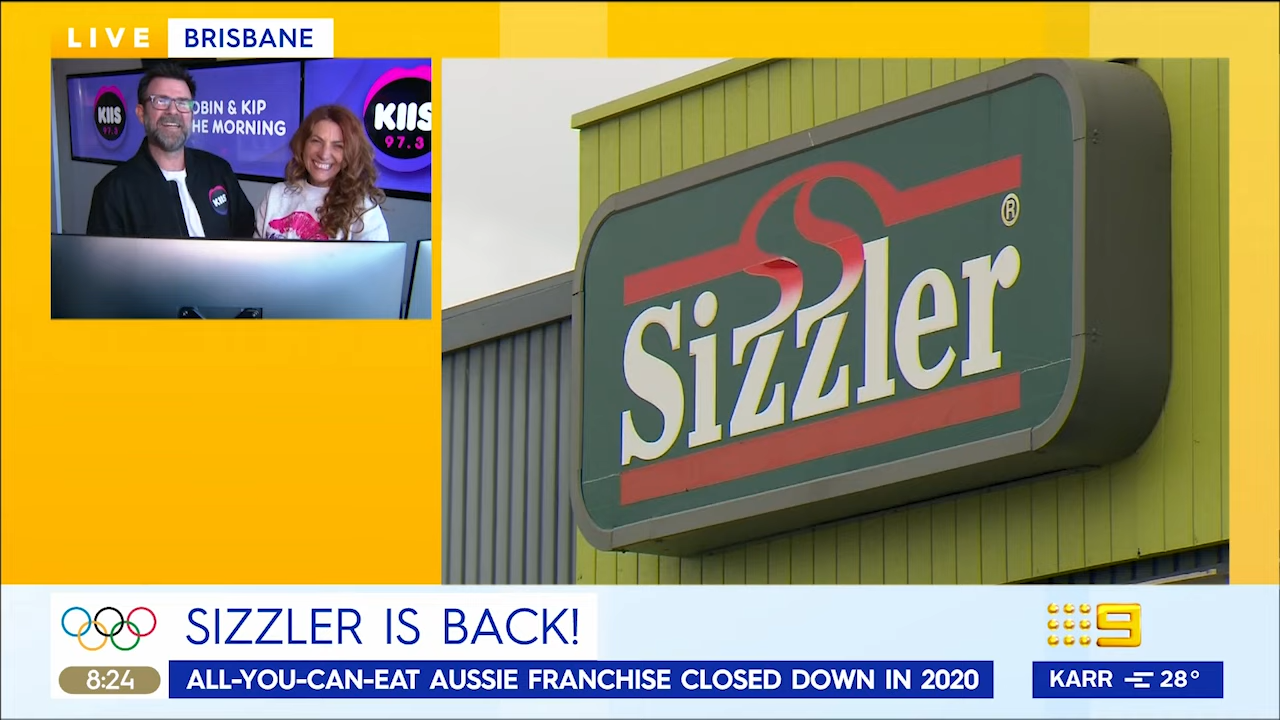 LIVE BRISBANE
KIIS
97.3
OBIN & KIP
HE MORNING
KIIS
97.3
KIIS
Sizzler ®
SIZZLER IS BACK!
9
8:24
ALL-YOU-CAN-EAT AUSSIE FRANCHISE CLOSED DOWN IN 2020
KARR 28°